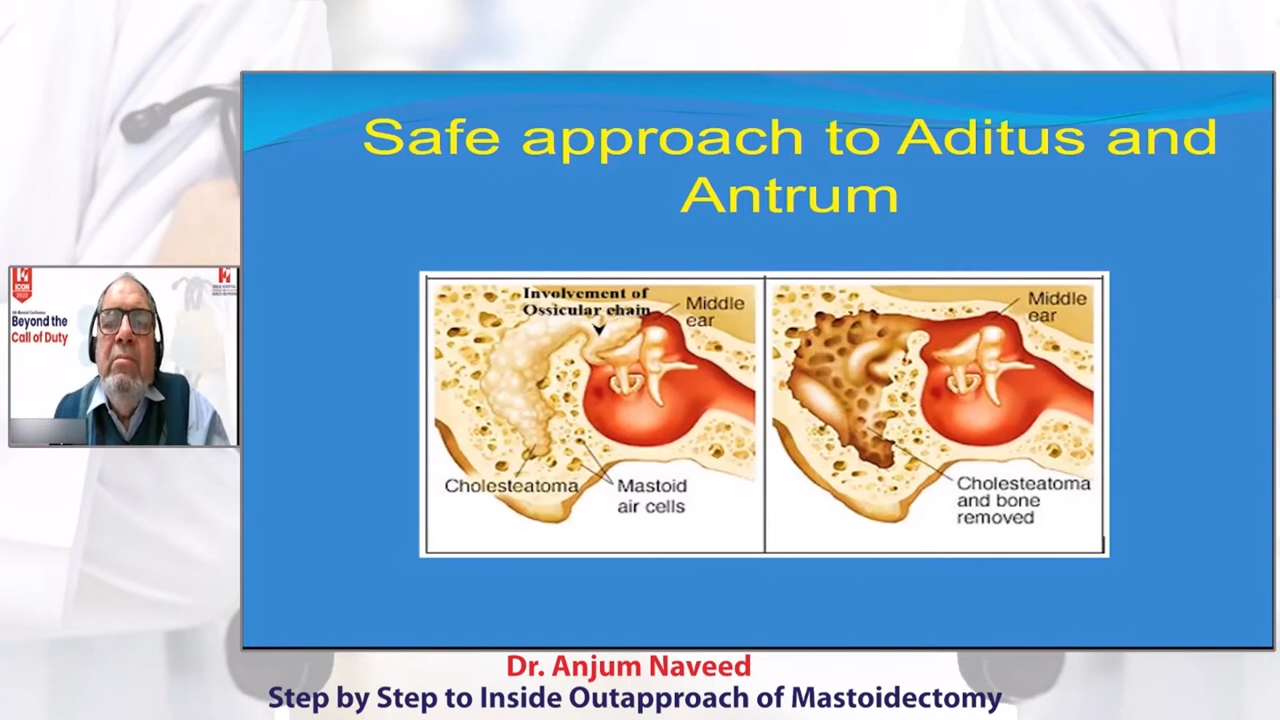 Safe approach to Aditus and
Antrum
Involvement of
Ossicular chain
Middle
ear
Cholesteatoma
Mastoid
air cells
Middle
ear
Cholesteatoma
and bone
removed
ICON
2022
Beyond the
Call of Duty
Dr. Anjum Naveed
Step by Step to Inside Outapproach of Mastoidectomy